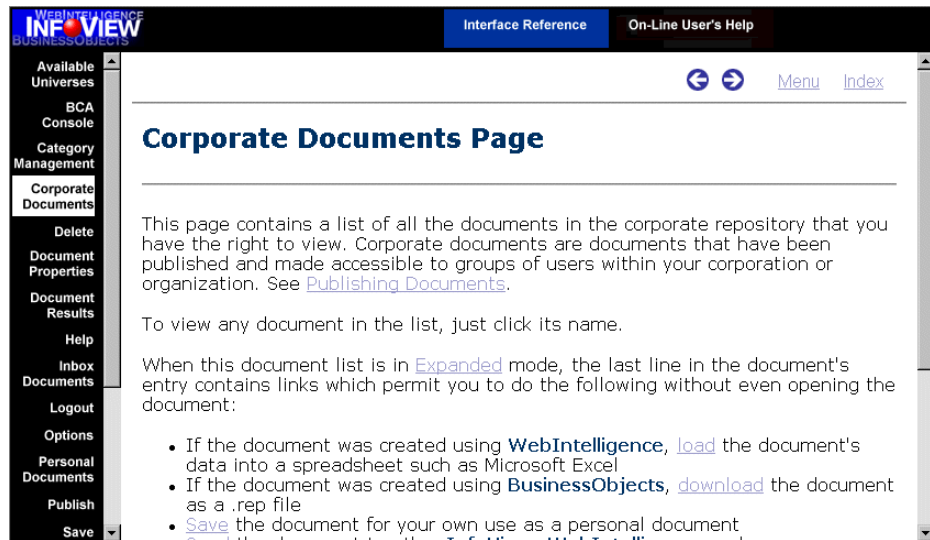 WEBINTELLIGENCE
INFOVIEW
BUSINESSOBJECTS
Interface Reference
On-Line User's Help
Available
Universes
BCA
Console
Category
Management
Corporate
Documents
Delete
Document
Properties
Document
Results
Help
Inbox
Documents
Logout
Options
Personal
Documents
Publish
Save
Menu Index
Corporate Documents Page
This page contains a list of all the documents in the corporate repository that you
have the right to view. Corporate documents are documents that have been
published and made accessible to groups of users within your corporation or
organization. See Publishing Documents.
To view any document in the list, just click its name.
When this document list is in Expanded mode, the last line in the document's
entry contains links which permit you to do the following without even opening the
document:
• If the document was created using WebIntelligence, load the document's
data into a spreadsheet such as Microsoft Excel
• If the document was created using BusinessObjects, download the document
as a .rep file
• Save the document for your own use as a personal document